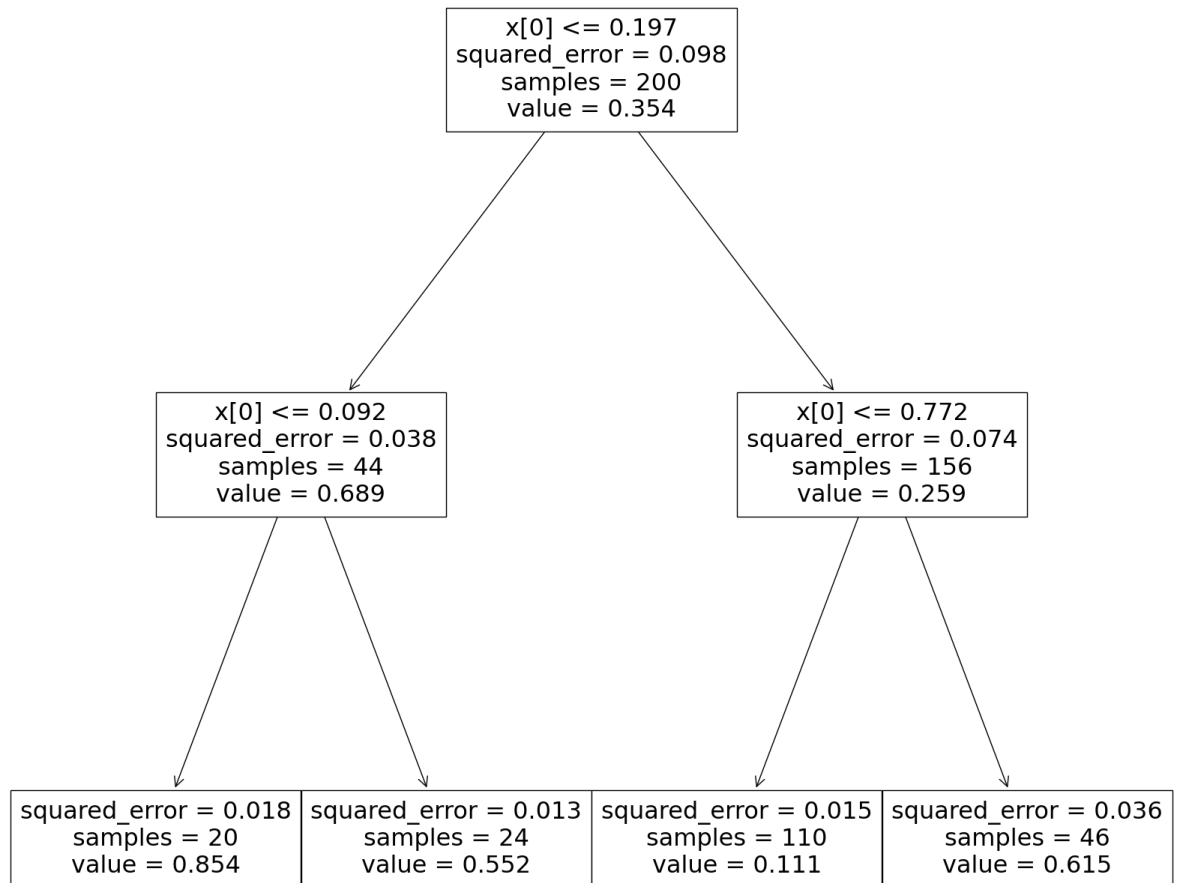 x[0] <= 0.197
squared_error = 0.098
samples = 200
value = 0.354
x[0] <= 0.092
squared_error = 0.038
samples = 44
value = 0.689
x[0] <= 0.772
squared_error = 0.074
samples = 156
value = 0.259
squared_error = 0.018
samples = 20
value = 0.854
squared_error = 0.013
samples = 24
value = 0.552
squared_error = 0.015
samples = 110
value = 0.111
squared_error = 0.036
samples = 46
value = 0.615